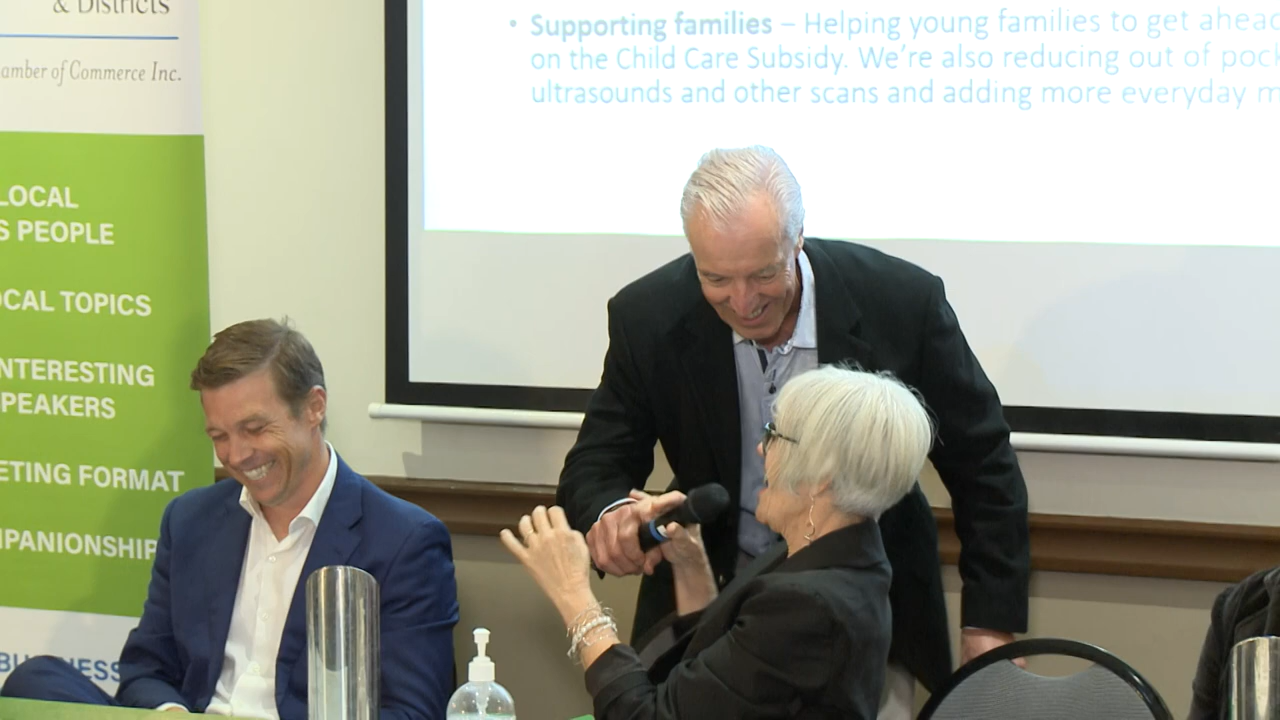 & Districts
amber of Commerce Inc.
LOCAL
S PEOPLE
OCAL TOPICS
NTERESTING
PEAKERS
ETING FORMAT
MPANIONSHIP
BUSINESS
• Supporting families – Helping young families to get ahead
on the Child Care Subsidy. We're also reducing out of pock
ultrasounds and other scans and adding more everyday m